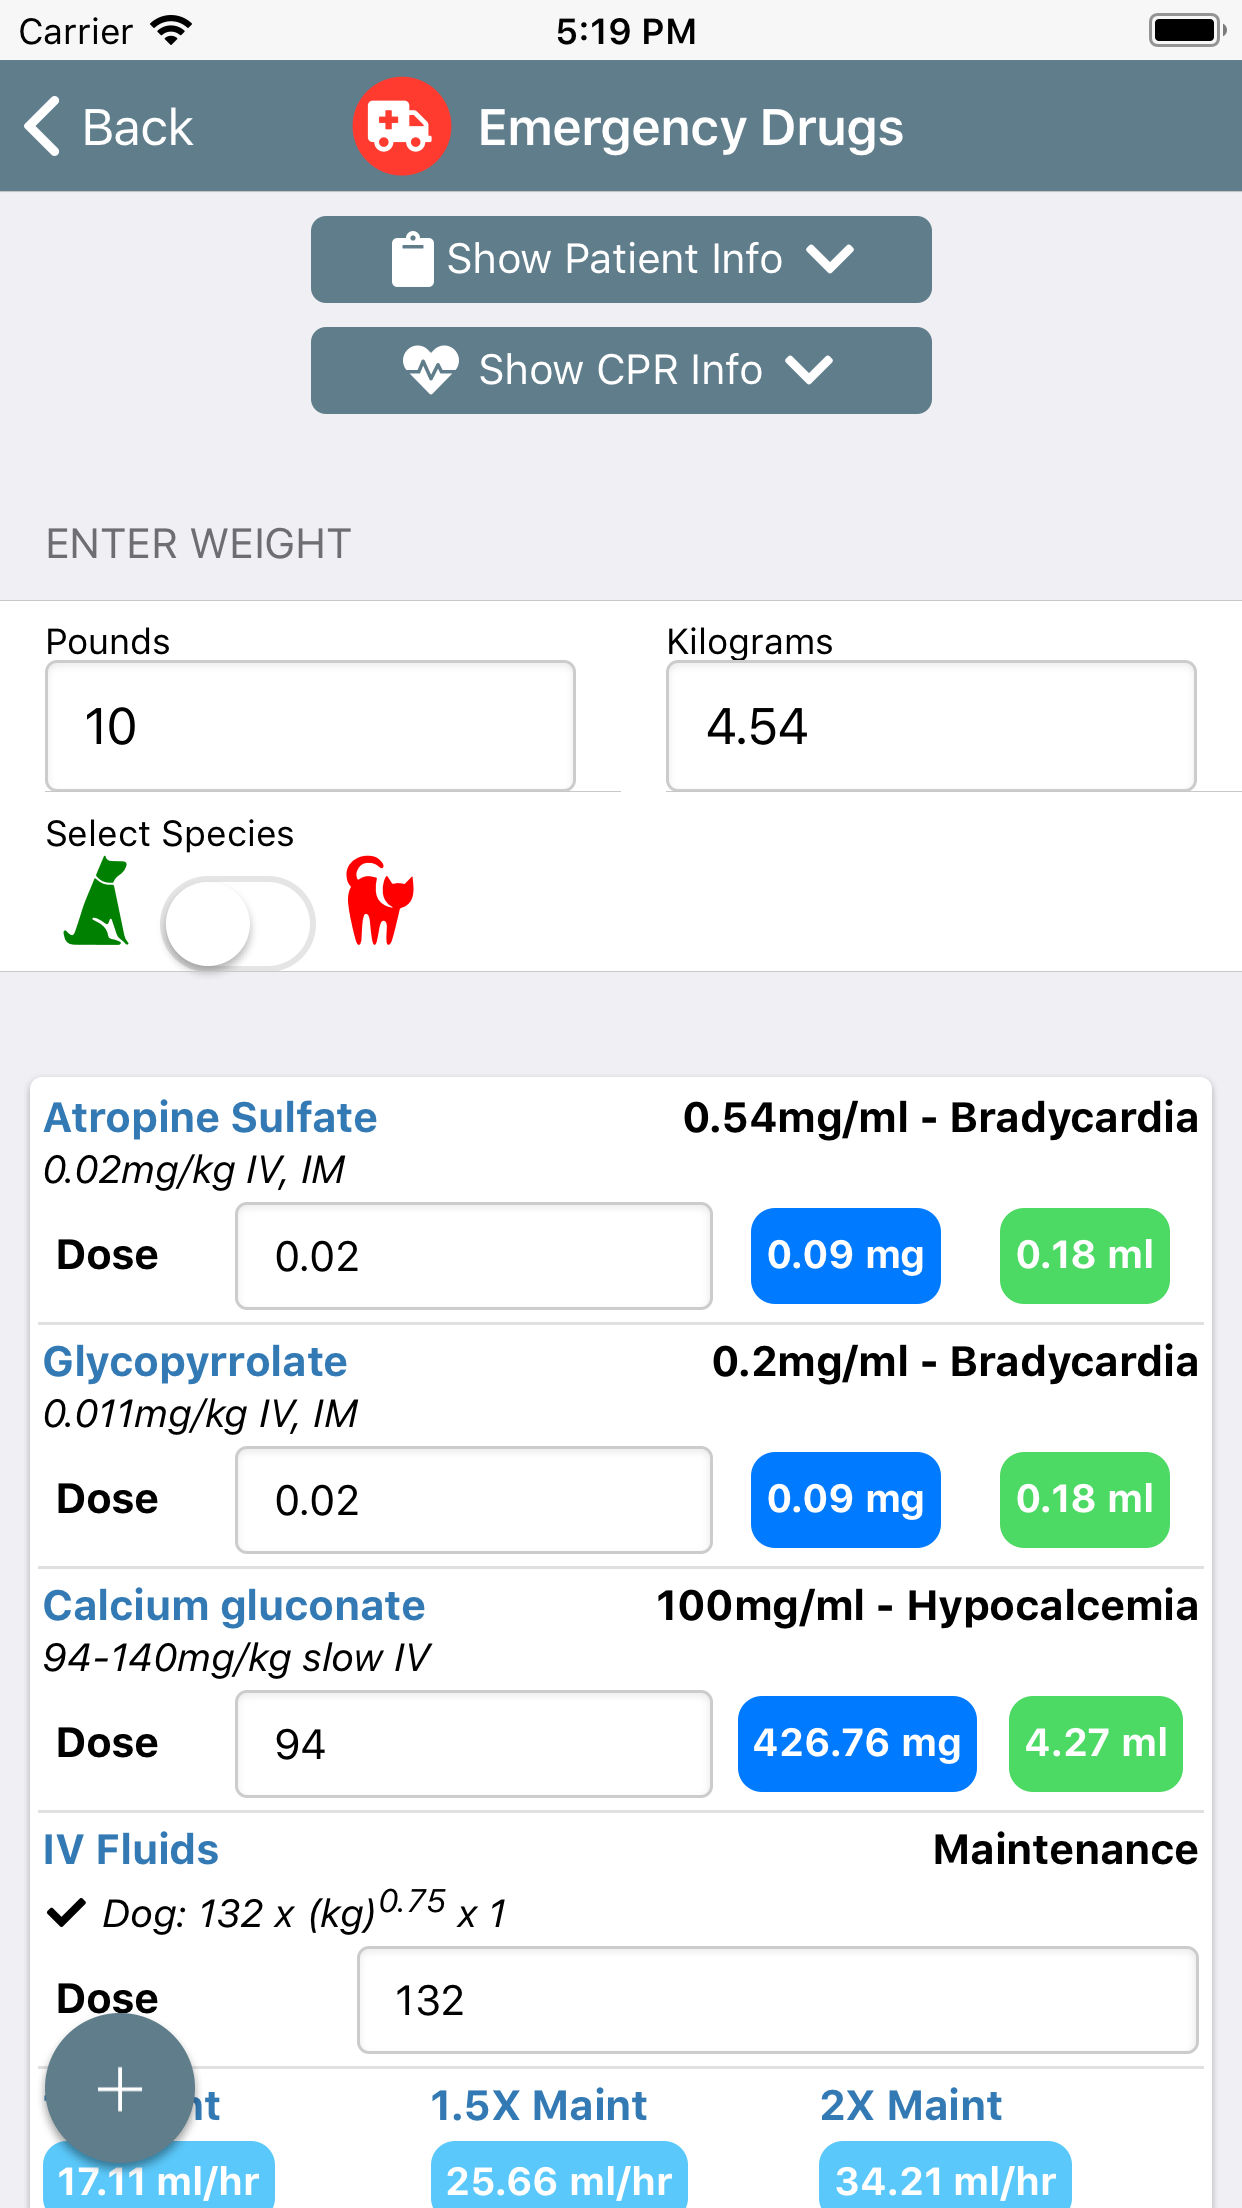 Carrier 5:19 PM
Back Emergency Drugs
Show Patient Info
Show CPR Info
ENTER WEIGHT
Pounds Kilograms
10 4.54
Select Species
Atropine Sulfate 0.54mg/ml - Bradycardia
0.02mg/kg IV, IM
Dose 0.02 0.09 mg 0.18 ml
Glycopyrrolate 0.2mg/ml - Bradycardia
0.011mg/kg IV, IM
Dose 0.02 0.09 mg 0.18 ml
Calcium gluconate 100mg/ml - Hypocalcemia
94-140mg/kg slow IV
Dose 94 426.76 mg 4.27 ml
IV Fluids Maintenance
Dog: 132 x (kg)^0.75 x 1
Dose 132
1.5X Maint 2X Maint
17.11 ml/hr 25.66 ml/hr 34.21 ml/hr